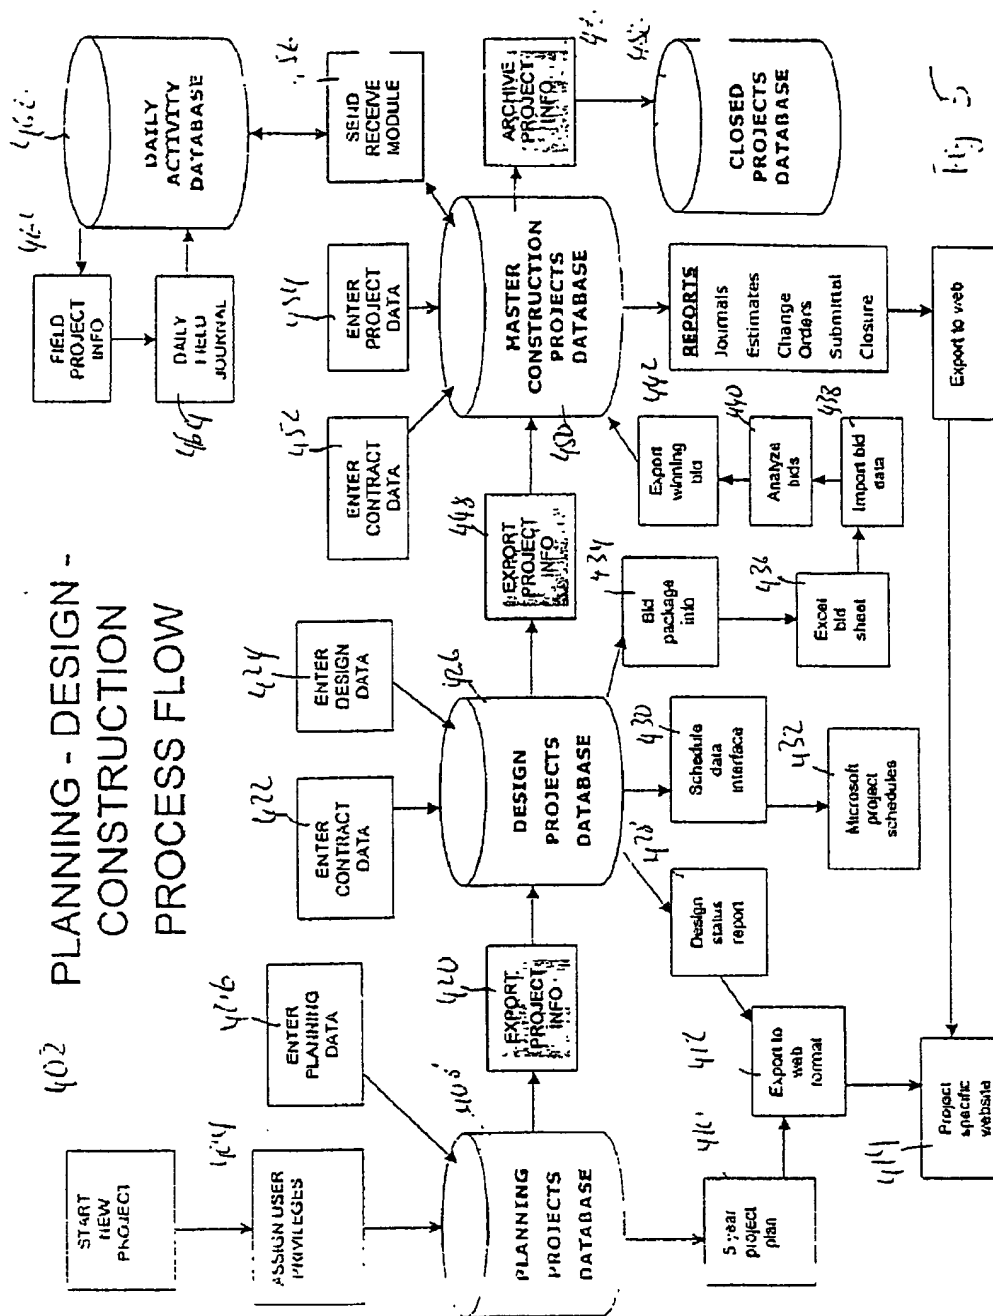 PLANNING - DESIGN -
CONSTRUCTION
PROCESS FLOW
402
START
NEW
PROJECT
404
ASSIGN USER
PRIVILEGES
406
ENTER
PLANNING
DATA
408
PLANNING
PROJECTS
DATABASE
5 year
project
plan
412
Export to
web
format
414
Project
specific
website
420
EXPORT
PROJECT
INFO
422
ENTER
CONTRACT
DATA
424
ENTER
DESIGN
DATA
426
DESIGN
PROJECTS
DATABASE
428
Design
status
report
430
Schedule
data
interface
432
Microsoft
project
schedules
434
Bid
package
info
436
Excel
bid
sheet
438
Import bid
data
440
Analyze
bids
442
Export
winning
bid
448
EXPORT
PROJECT
INFO
450
MASTER
CONSTRUCTION
PROJECTS
DATABASE
452
ENTER
CONTRACT
DATA
454
ENTER
PROJECT
DATA
SEND
RECEIVE
MODULE
462
DAILY
ACTIVITY
DATABASE
FIELD
PROJECT
INFO
464
DAILY
FIELD
JOURNAL
ARCHIVE
PROJECT
INFO
CLOSED
PROJECTS
DATABASE
REPORTS
Journals
Estimates
Change
Orders
Submittal
Closure
Export to web
Fig 5